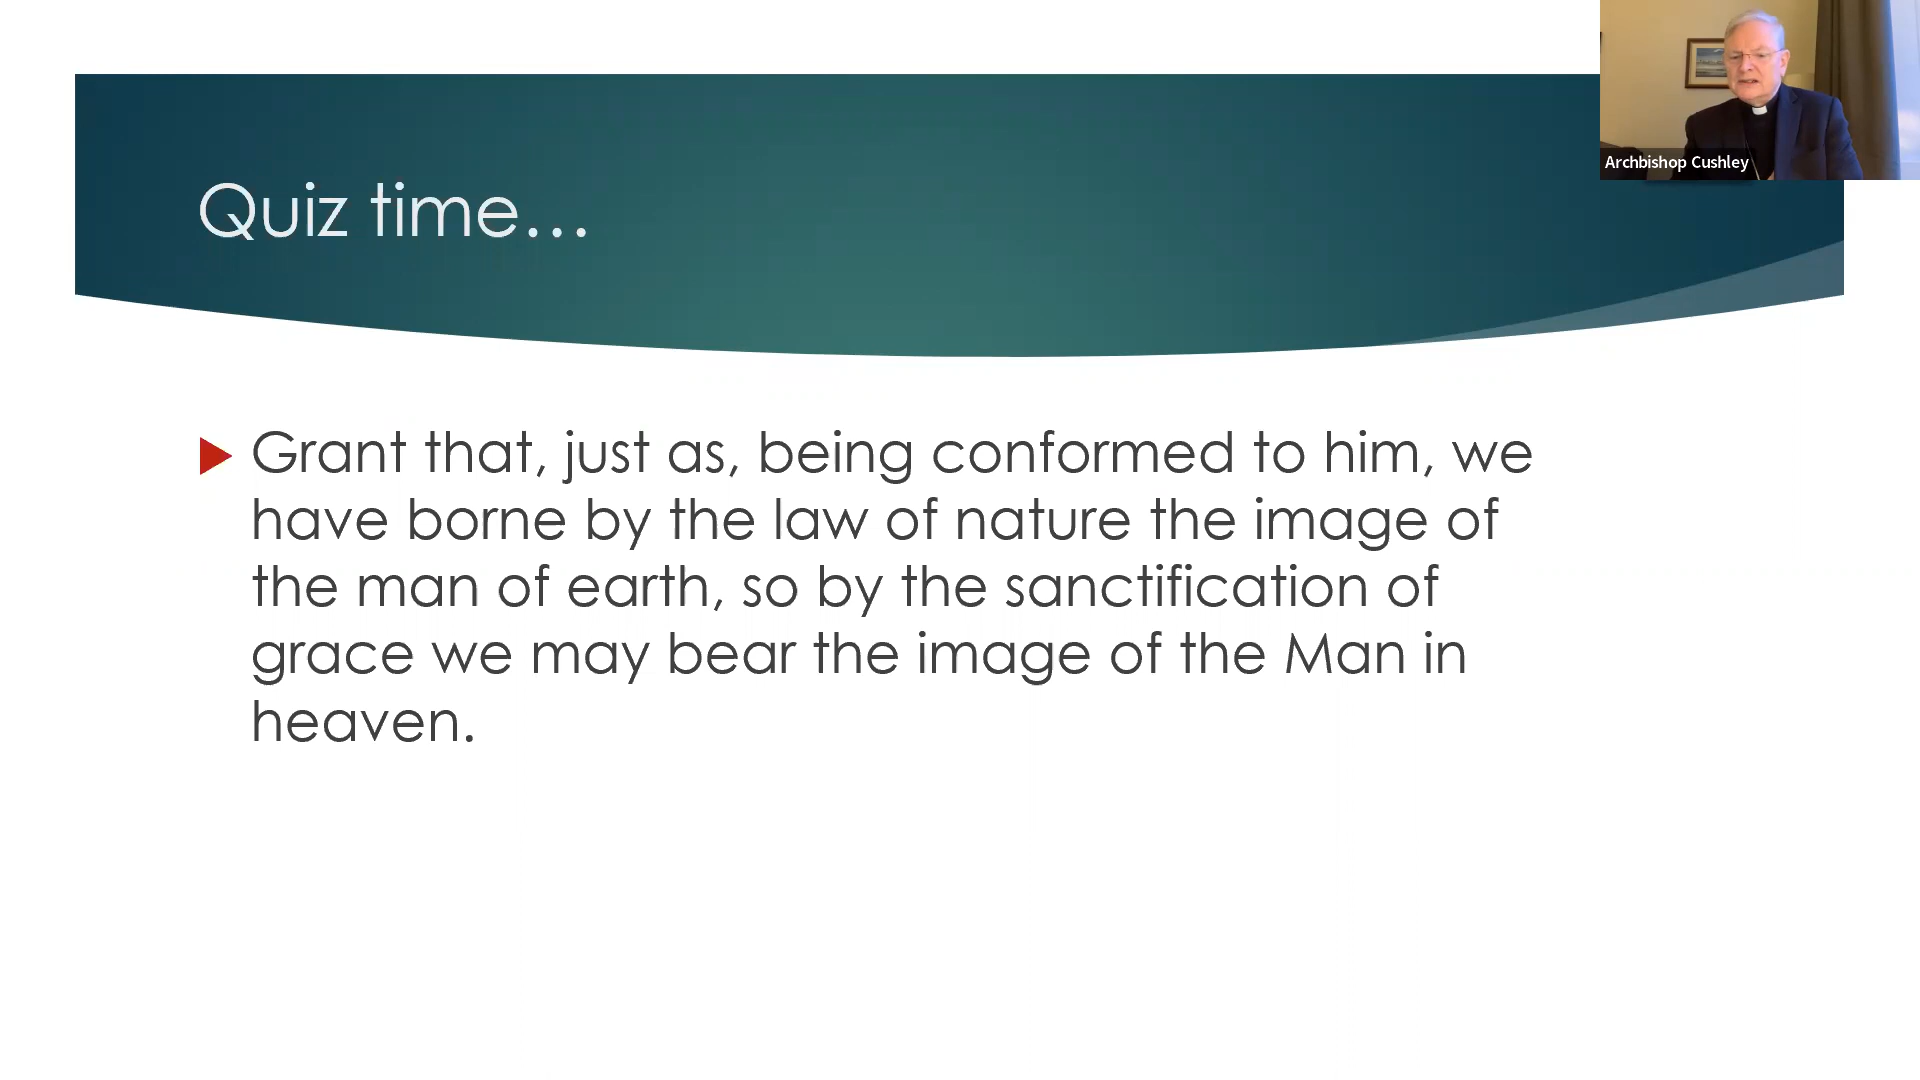 Archbishop Cushley
Quiz time...
Grant that, just as, being conformed to him, we
have borne by the law of nature the image of
the man of earth, so by the sanctification of
grace we may bear the image of the Man in
heaven.